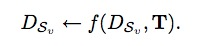 D_{S_v} ← f(D_{S_v}, T).